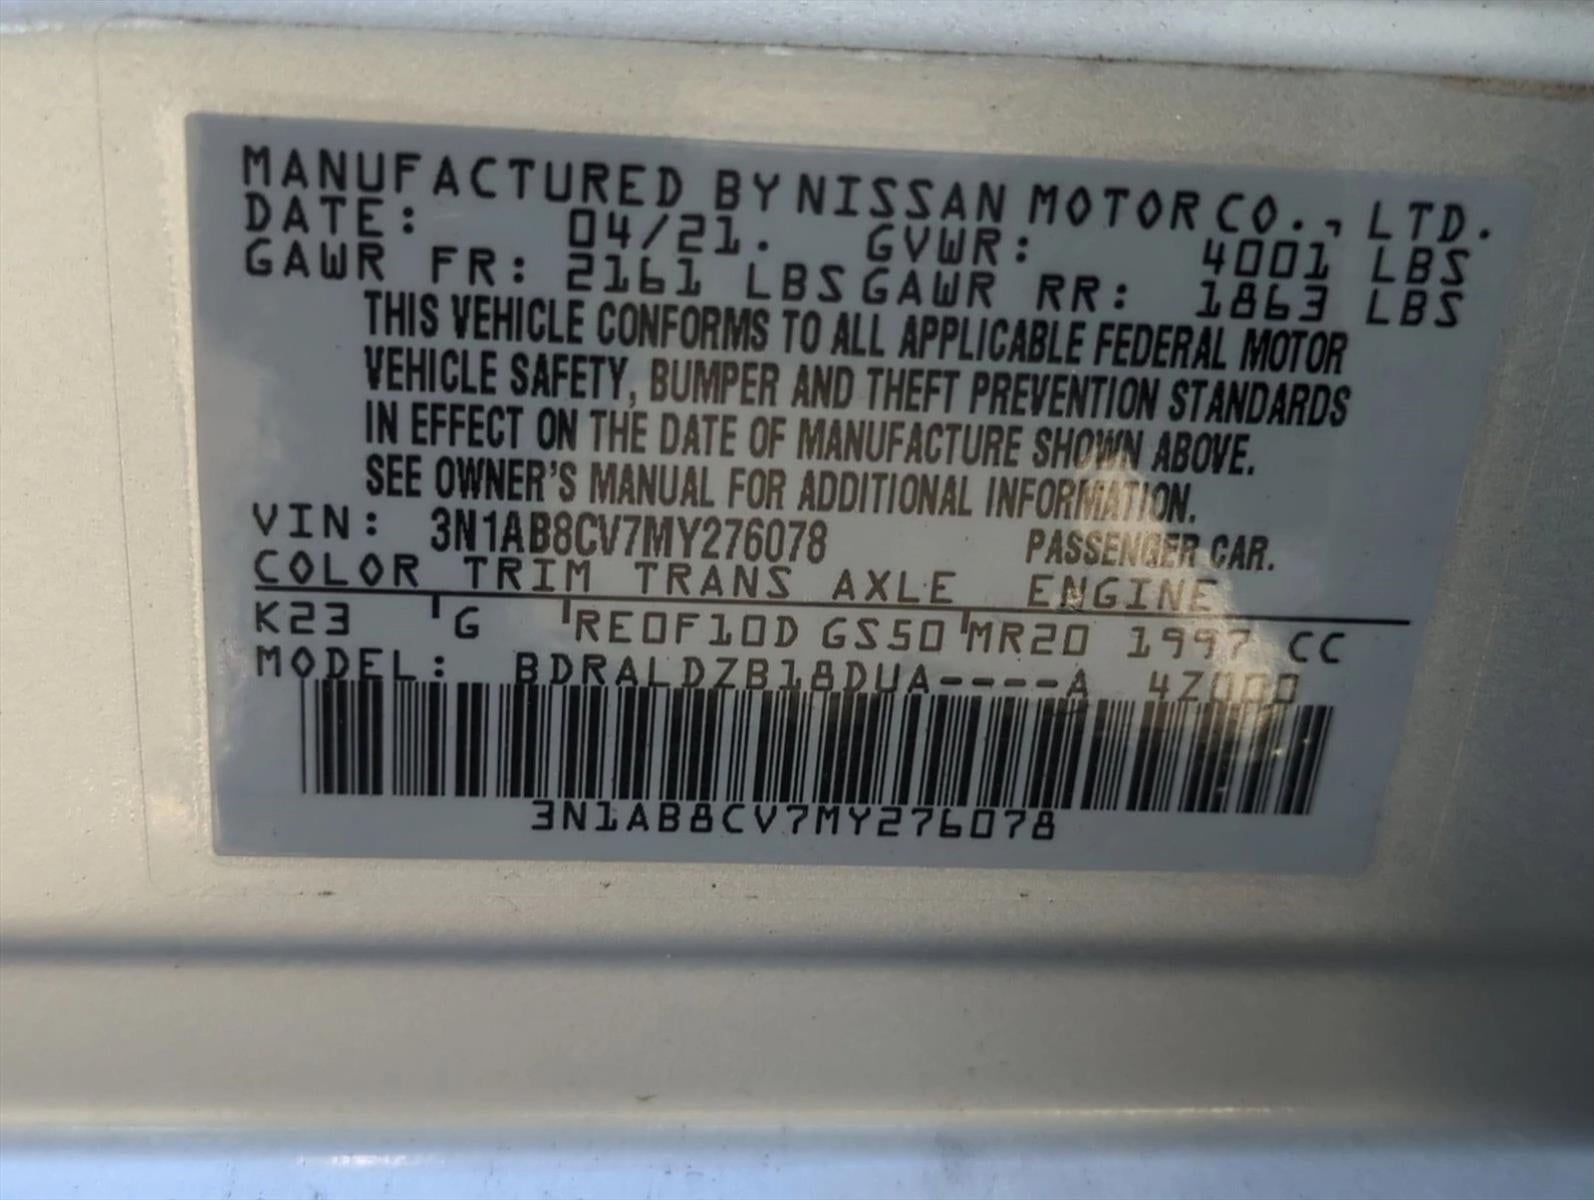 MANUFACTURED BY NISSAN MOTOR CO., LTD.
DATE: 04/21. GVWR: 4001 LBS
GAWR FR: 2161 LBS GAWR RR: 1863 LBS
THIS VEHICLE CONFORMS TO ALL APPLICABLE FEDERAL MOTOR
VEHICLE SAFETY, BUMPER AND THEFT PREVENTION STANDARDS
IN EFFECT ON THE DATE OF MANUFACTURE SHOWN ABOVE.
SEE OWNER'S MANUAL FOR ADDITIONAL INFORMATION.
VIN: 3N1AB8CV7MY276078 PASSENGER CAR.
COLOR TRIM TRANS AXLE ENGINE
K23 G RE0F10D GS50 MR20 1997 CC
MODEL: BDRALDZB18DUA----A 4Z000
3N1AB8CV7MY276078